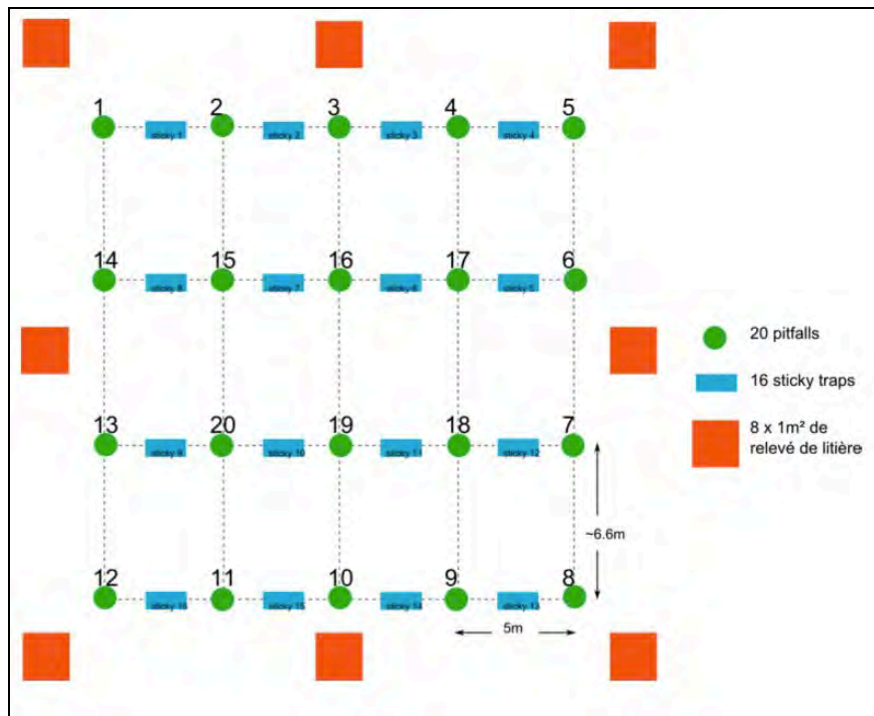 1 2 3 4 5
sticky 1 sticky 2 sticky 3 sticky 4
14 15 16 17 6
sticky 8 sticky 7 sticky 6 sticky 5
20 pitfalls
16 sticky traps
8 x 1m² de
relevé de litière
13 20 19 18 7
sticky 9 sticky 10 sticky 11 sticky 12
~6.6m
12 11 10 9 8
sticky 16 sticky 15 sticky 14 sticky 13
5m